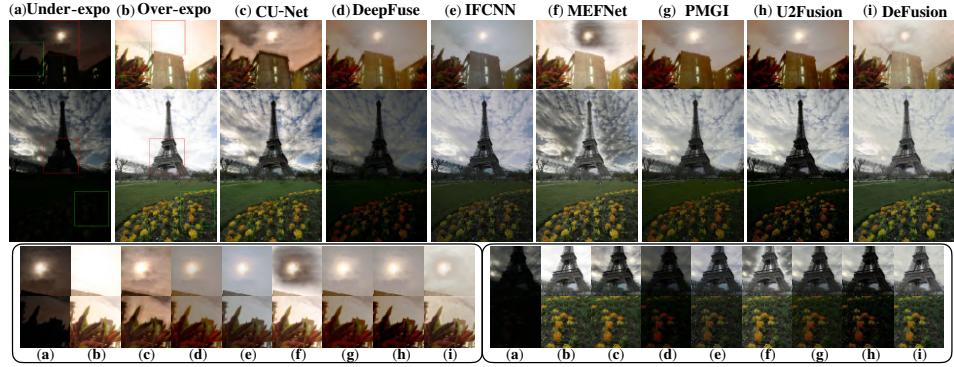 (a)Under-expo (b) Over-expo (c) CU-Net (d) DeepFuse (e) IFCNN (f) MEFNet (g) PMGI (h) U2Fusion (i) DeFusion
(a) (b) (c) (d) (e) (f) (g) (h) (i) (a) (b) (c) (d) (e) (f) (g) (h) (i)